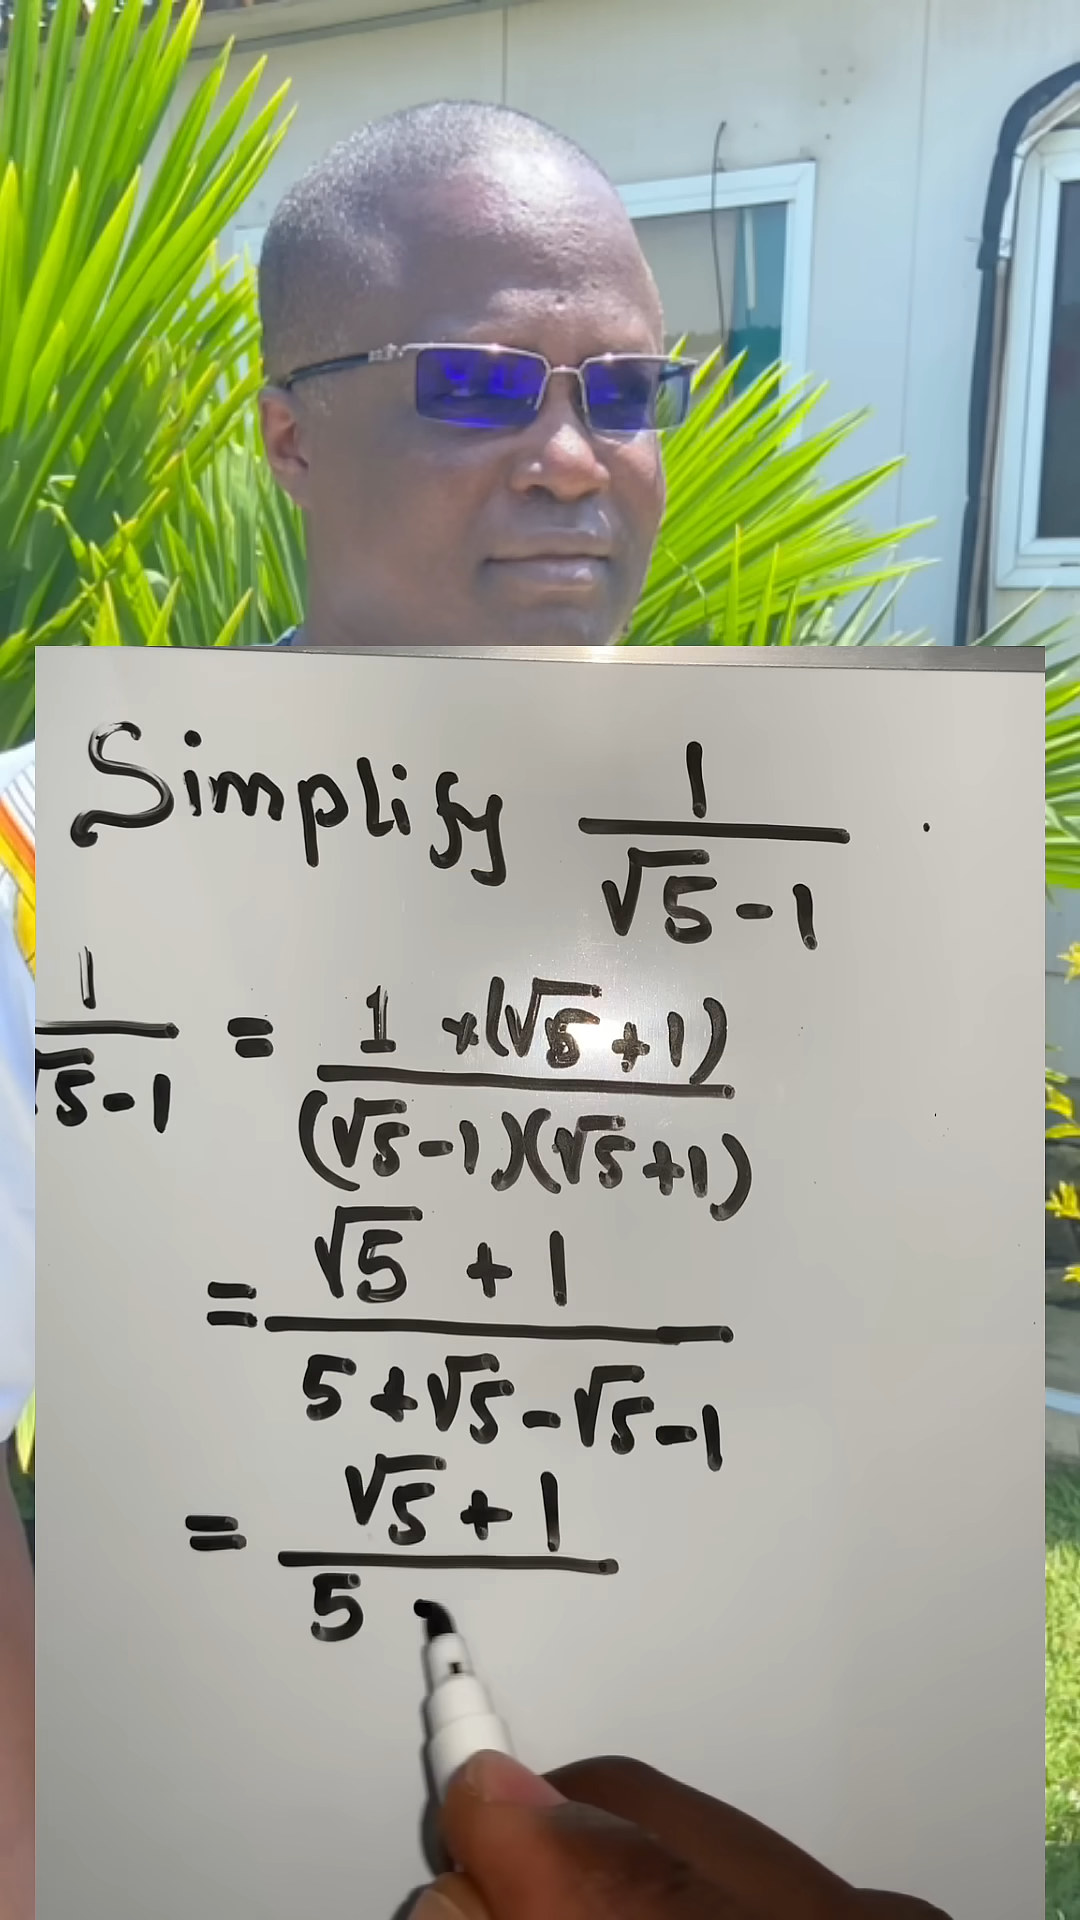 Simplify 1/(√5-1).
1/(√5-1) = 1×(√5+1)/((√5-1)(√5+1))
= (√5+1)/(5+√5-√5-1)
= (√5+1)/5